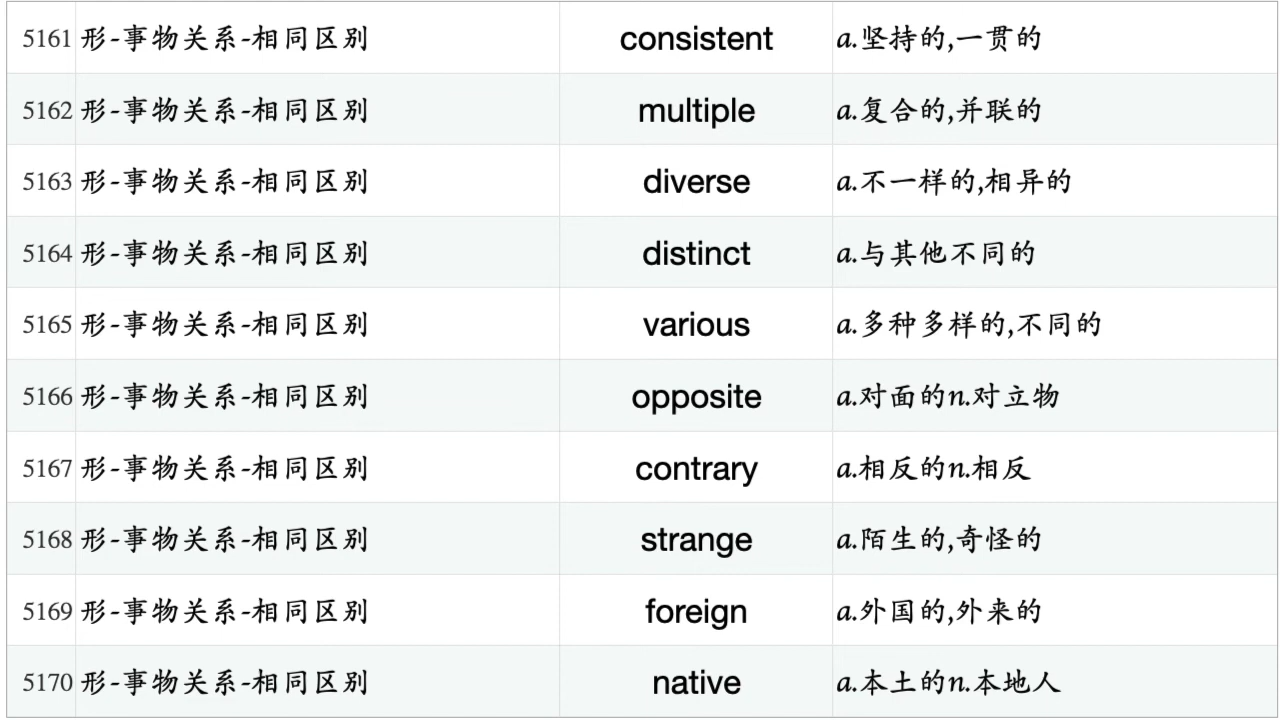 5161 形-事物关系-相同区别 consistent a.坚持的,一贯的
5162 形-事物关系-相同区别 multiple a.复合的,并联的
5163 形-事物关系-相同区别 diverse a.不一样的,相异的
5164 形-事物关系-相同区别 distinct a.与其他不同的
5165 形-事物关系-相同区别 various a.多种多样的,不同的
5166 形-事物关系-相同区别 opposite a.对面的n.对立物
5167 形-事物关系-相同区别 contrary a.相反的n.相反
5168 形-事物关系-相同区别 strange a.陌生的,奇怪的
5169 形-事物关系-相同区别 foreign a.外国的,外来的
5170 形-事物关系-相同区别 native a.本土的n.本地人